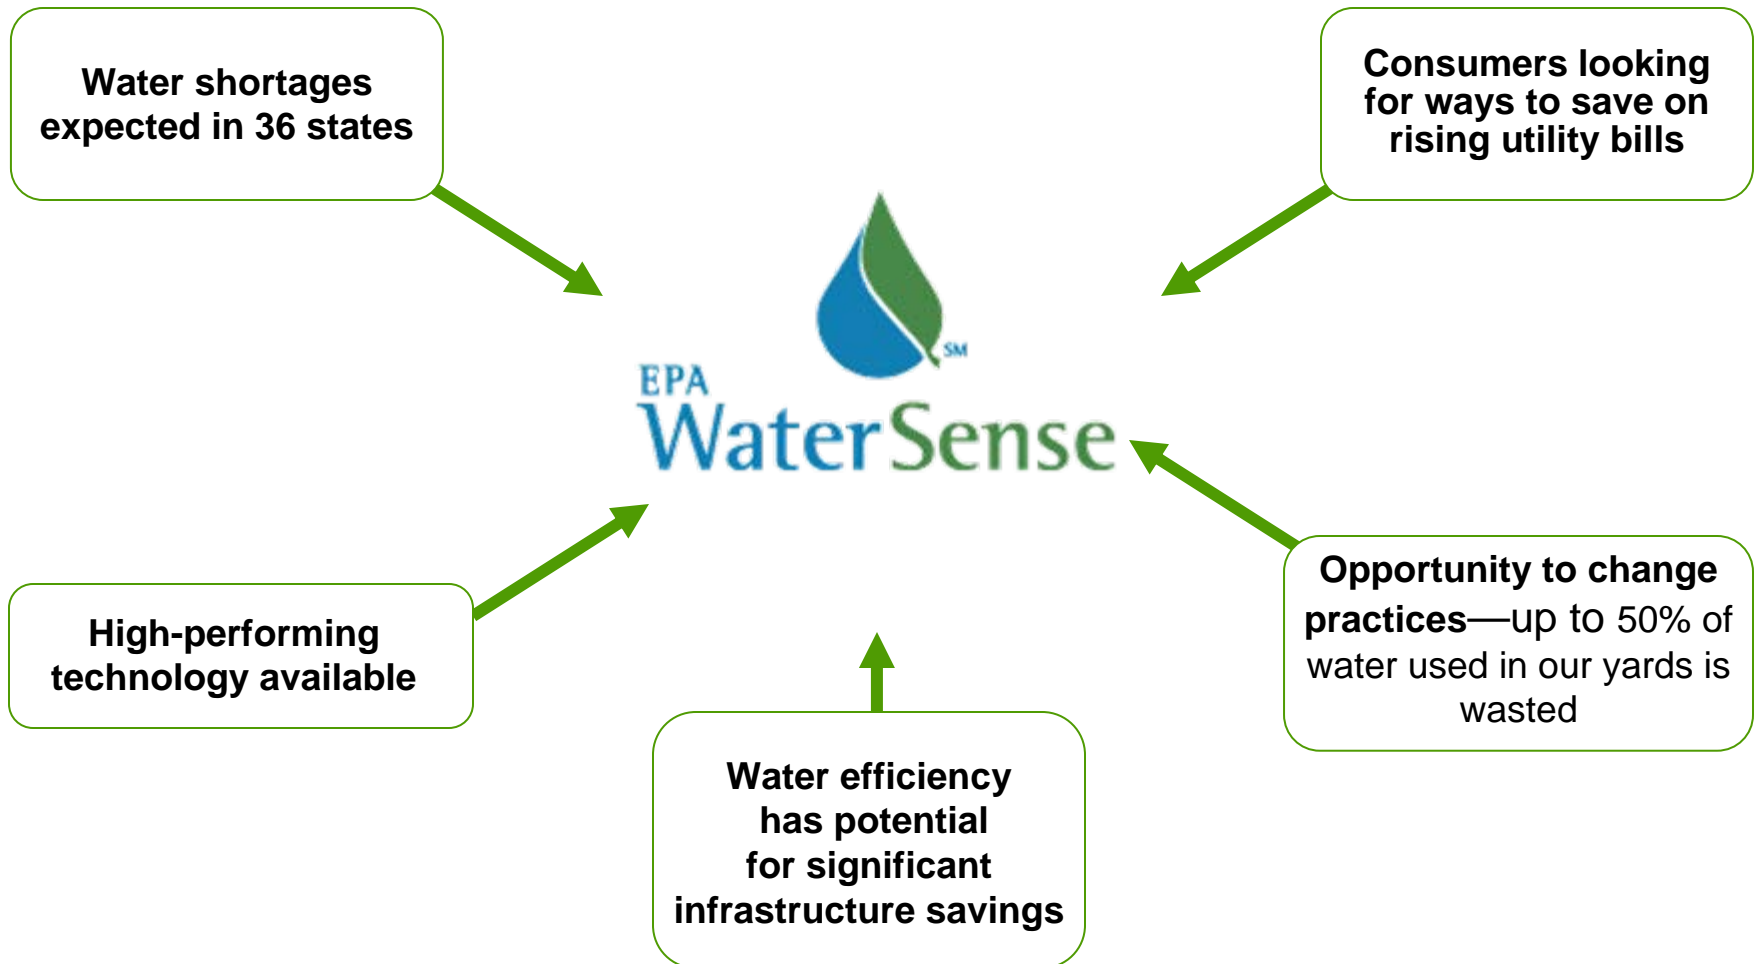 Water shortages
expected in 36 states
Consumers looking
for ways to save on
rising utility bills
SM
EPA
WaterSense
High-performing
technology available
Opportunity to change
practices—up to 50% of
water used in our yards is
wasted
Water efficiency
has potential
for significant
infrastructure savings